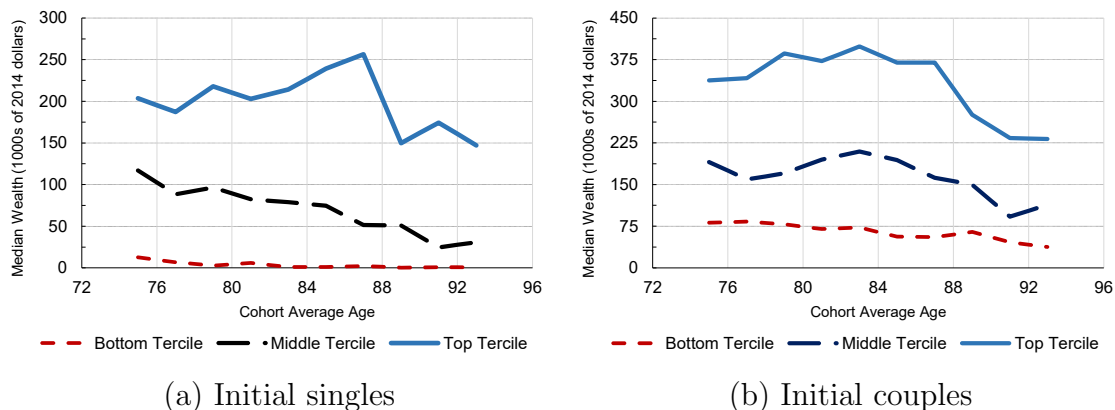 Median Wealth (1000s of 2014 dollars)
300
250
200
150
100
50
0
72 76 80 84 88 92 96
Cohort Average Age
Bottom Tercile Middle Tercile Top Tercile
(a) Initial singles
Median Wealth (1000s of 2014 dollars)
450
375
300
225
150
75
0
72 76 80 84 88 92 96
Cohort Average Age
Bottom Tercile Middle Tercile Top Tercile
(b) Initial couples